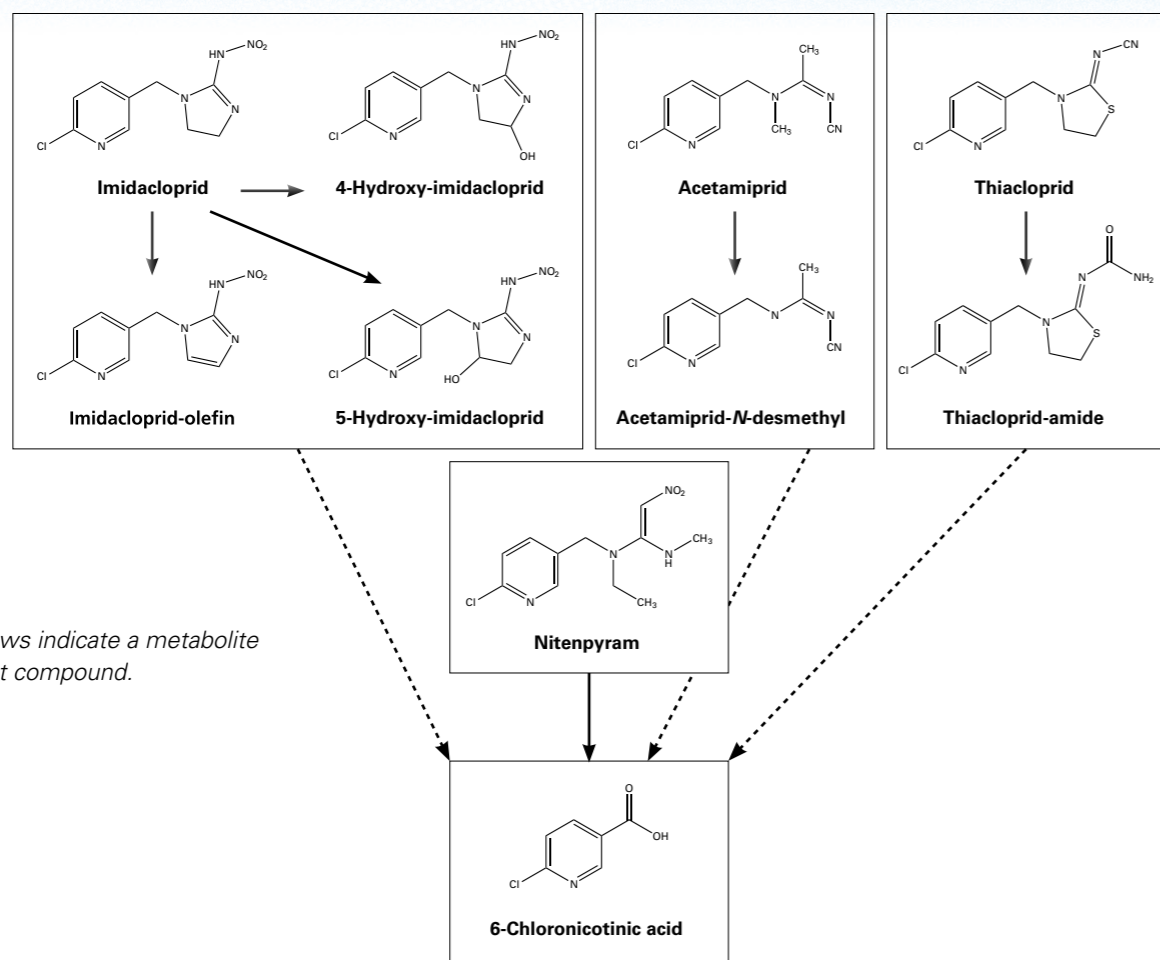 HN NO₂
N
N
Cl N
Imidacloprid
HN NO₂
N
N
Cl N
OH
4-Hydroxy-imidacloprid
HN NO₂
N
N
Cl N
Imidacloprid-olefin
HN NO₂
N
N
Cl N
HO
5-Hydroxy-imidacloprid
CH₃
N N
CH₃ CN
Cl N
Acetamiprid
CH₃
N N
CN
Cl N
Acetamiprid-N-desmethyl
N CN
N
S
Cl N
Thiacloprid
O
N NH₂
N
S
Cl N
Thiacloprid-amide
NO₂
CH₃
N N
H
Cl N CH₃
Nitenpyram
ws indicate a metabolite
t compound.
O
OH
Cl N
6-Chloronicotinic acid